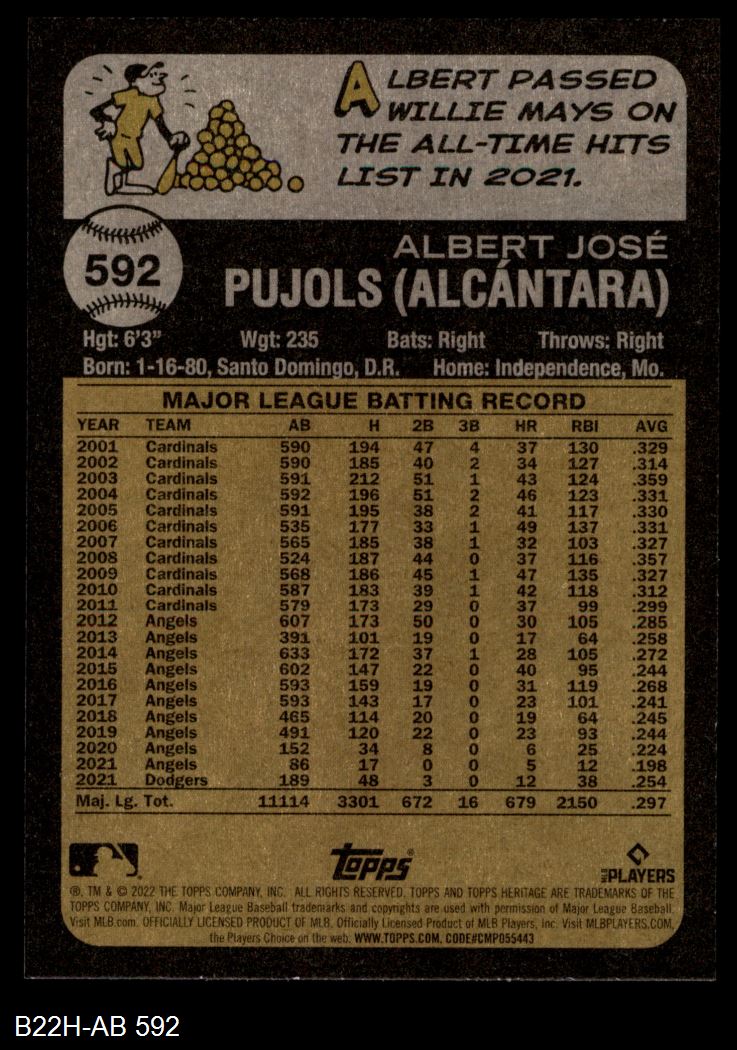 ALBERT PASSED
WILLIE MAYS ON
THE ALL-TIME HITS
LIST IN 2021.
592
ALBERT JOSÉ
PUJOLS (ALCÁNTARA)
Hgt: 6'3" Wgt: 235 Bats: Right Throws: Right
Born: 1-16-80, Santo Domingo, D.R. Home: Independence, Mo.
MAJOR LEAGUE BATTING RECORD
YEAR TEAM AB H 2B 3B HR RBI AVG
2001 Cardinals 590 194 47 4 37 130 .329
2002 Cardinals 590 185 40 2 34 127 .314
2003 Cardinals 591 212 51 1 43 124 .359
2004 Cardinals 592 196 51 2 46 123 .331
2005 Cardinals 591 195 38 2 41 117 .330
2006 Cardinals 535 177 33 1 49 137 .331
2007 Cardinals 565 185 38 1 32 103 .327
2008 Cardinals 524 187 44 0 37 116 .357
2009 Cardinals 568 186 45 1 47 135 .327
2010 Cardinals 587 183 39 1 42 118 .312
2011 Cardinals 579 173 29 0 37 99 .299
2012 Angels 607 173 50 0 30 105 .285
2013 Angels 391 101 19 0 17 64 .258
2014 Angels 633 172 37 1 28 105 .272
2015 Angels 602 147 22 0 40 95 .244
2016 Angels 593 159 19 0 31 119 .268
2017 Angels 593 143 17 0 23 101 .241
2018 Angels 465 114 20 0 19 64 .245
2019 Angels 491 120 22 0 23 93 .244
2020 Angels 152 34 8 0 6 25 .224
2021 Angels 86 17 0 0 5 12 .198
2021 Dodgers 189 48 3 0 12 38 .254
Maj. Lg. Tot. 11114 3301 672 16 679 2150 .297
TOPPS® MLB PLAYERS
®, TM & © 2022 THE TOPPS COMPANY, INC. ALL RIGHTS RESERVED. TOPPS AND TOPPS HERITAGE ARE TRADEMARKS OF THE
TOPPS COMPANY, INC. Major League Baseball trademarks and copyrights are used with permission of Major League Baseball.
Visit MLB.com. OFFICIALLY LICENSED PRODUCT OF MLB. Officially Licensed Product of MLB Players, Inc. Visit MLBPLAYERS.COM,
the Players Choice on the web. WWW.TOPPS.COM. CODE#CMP055443
B22H-AB 592